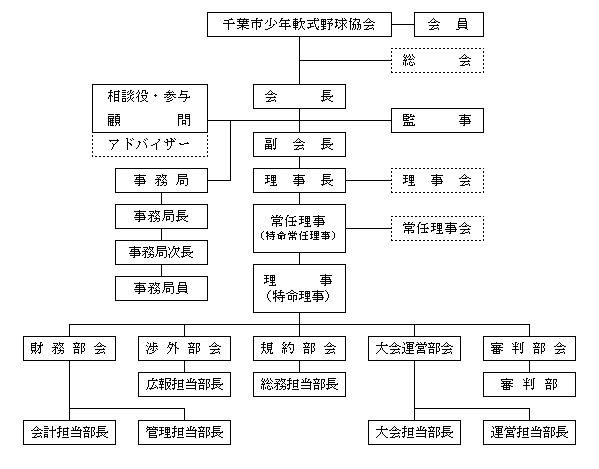 千葉市少年軟式野球協会
会員
総会
会長
相談役・参与
顧問
アドバイザー
監事
副会長
事務局
理事長
理事会
事務局長
常任理事
(特命常任理事)
常任理事会
事務局次長
事務局員
理事
(特命理事)
財務部会
渉外部会
規約部会
大会運営部会
審判部会
広報担当部長
総務担当部長
審判部
会計担当部長
管理担当部長
大会担当部長
運営担当部長